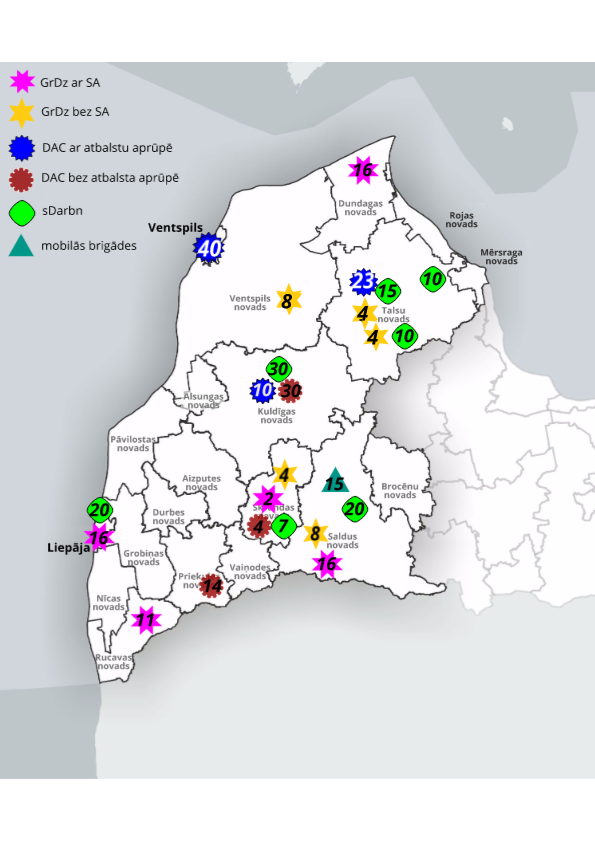 GrDz ar SA
GrDz bez SA
DAC ar atbalstu aprūpē
DAC bez atbalsta aprūpē
sDarbn
mobilās brigādes
16
Dundagas
novads
Rojas
novads
Ventspils
40
Mērsraga
novads
23
15
10
Ventspils
novads
8
4
Talsu
novads
4
10
30
10
30
Alsungas
novads
Kuldīgas
novads
Pāvilostas
novads
4
Aizputes
novads
15
Brocēnu
novads
2
20
20
Durbes
novads
4
7
8
Saldus
novads
16
Liepāja
Grobiņas
novads
Vaiņodes
novads
16
14
Nīcas
novads
11
Rucavas
novads